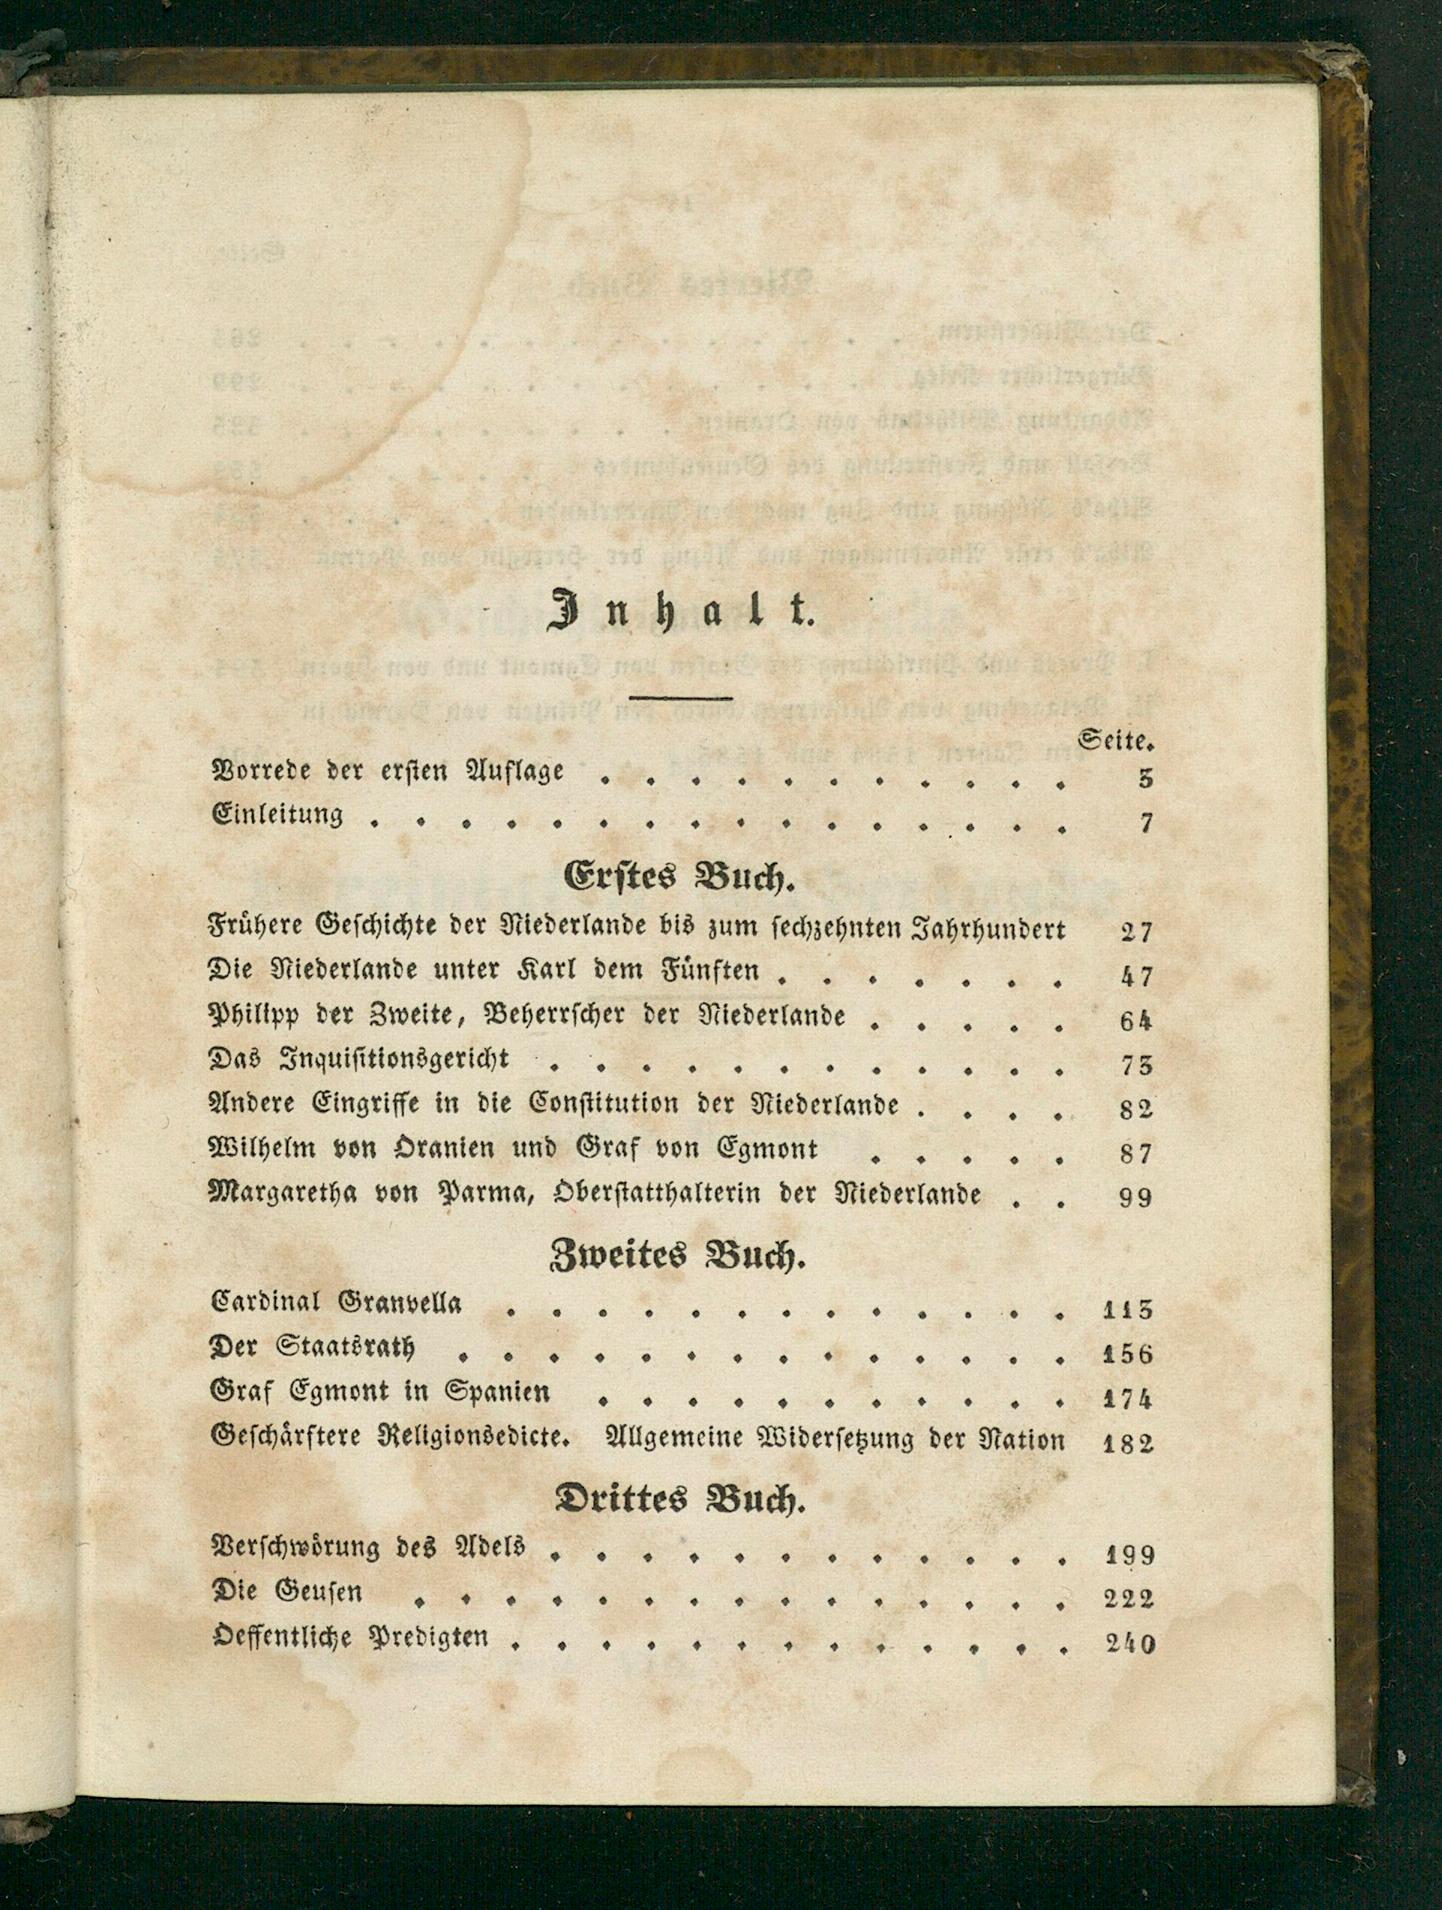 Inhalt.
Seite.
Vorrede der ersten Auflage . . . . . . . . . . . 3
Einleitung . . . . . . . . . . . . . . . . 7
Erstes Buch.
Frühere Geschichte der Niederlande bis zum sechzehnten Jahrhundert 27
Die Niederlande unter Karl dem Fünften . . . . . . . 47
Philipp der Zweite, Beherrscher der Niederlande . . . . . 64
Das Inquisitionsgericht . . . . . . . . . . . . 73
Andere Eingriffe in die Constitution der Niederlande . . . . 82
Wilhelm von Oranien und Graf von Egmont . . . . . 87
Margaretha von Parma, Oberstatthalterin der Niederlande . . 99
Zweites Buch.
Cardinal Granvella . . . . . . . . . . . . . 113
Der Staatsrath . . . . . . . . . . . . . . 156
Graf Egmont in Spanien . . . . . . . . . . . 174
Geschärftere Religionsedicte. Allgemeine Widersetzung der Nation 182
Drittes Buch.
Verschwörung des Adels . . . . . . . . . . . . 199
Die Geusen . . . . . . . . . . . . . . . 222
Oeffentliche Predigten . . . . . . . . . . . . . 240